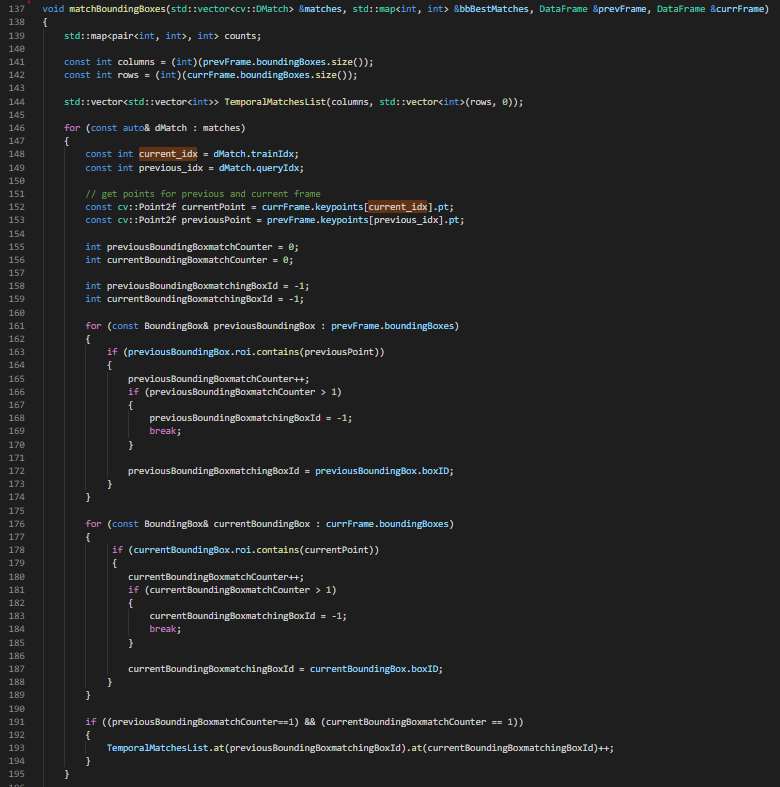 137 void matchBoundingBoxes(std::vector<cv::DMatch> &matches, std::map<int, int> &bbBestMatches, DataFrame &prevFrame, DataFrame &currFrame)
138 {
139     std::map<pair<int, int>, int> counts;
140
141     const int columns = (int)(prevFrame.boundingBoxes.size());
142     const int rows = (int)(currFrame.boundingBoxes.size());
143
144     std::vector<std::vector<int>> TemporalMatchesList(columns, std::vector<int>(rows, 0));
145
146     for (const auto& dMatch : matches)
147     {
148         const int current_idx = dMatch.trainIdx;
149         const int previous_idx = dMatch.queryIdx;
150
151         // get points for previous and current frame
152         const cv::Point2f currentPoint = currFrame.keypoints[current_idx].pt;
153         const cv::Point2f previousPoint = prevFrame.keypoints[previous_idx].pt;
154
155         int previousBoundingBoxmatchCounter = 0;
156         int currentBoundingBoxmatchCounter = 0;
157
158         int previousBoundingBoxmatchingBoxId = -1;
159         int currentBoundingBoxmatchingBoxId = -1;
160
161         for (const BoundingBox& previousBoundingBox : prevFrame.boundingBoxes)
162         {
163             if (previousBoundingBox.roi.contains(previousPoint))
164             {
165                 previousBoundingBoxmatchCounter++;
166                 if (previousBoundingBoxmatchCounter > 1)
167                 {
168                     previousBoundingBoxmatchingBoxId = -1;
169                     break;
170                 }
171
172                 previousBoundingBoxmatchingBoxId = previousBoundingBox.boxID;
173             }
174         }
175
176         for (const BoundingBox& currentBoundingBox : currFrame.boundingBoxes)
177         {
178              if (currentBoundingBox.roi.contains(currentPoint))
179              {
180                 currentBoundingBoxmatchCounter++;
181                 if (currentBoundingBoxmatchCounter > 1)
182                 {
183                     currentBoundingBoxmatchingBoxId = -1;
184                     break;
185                 }
186
187                 currentBoundingBoxmatchingBoxId = currentBoundingBox.boxID;
188             }
189         }
190
191         if ((previousBoundingBoxmatchCounter==1) && (currentBoundingBoxmatchCounter == 1))
192         {
193             TemporalMatchesList.at(previousBoundingBoxmatchingBoxId).at(currentBoundingBoxmatchingBoxId)++;
194         }
195     }